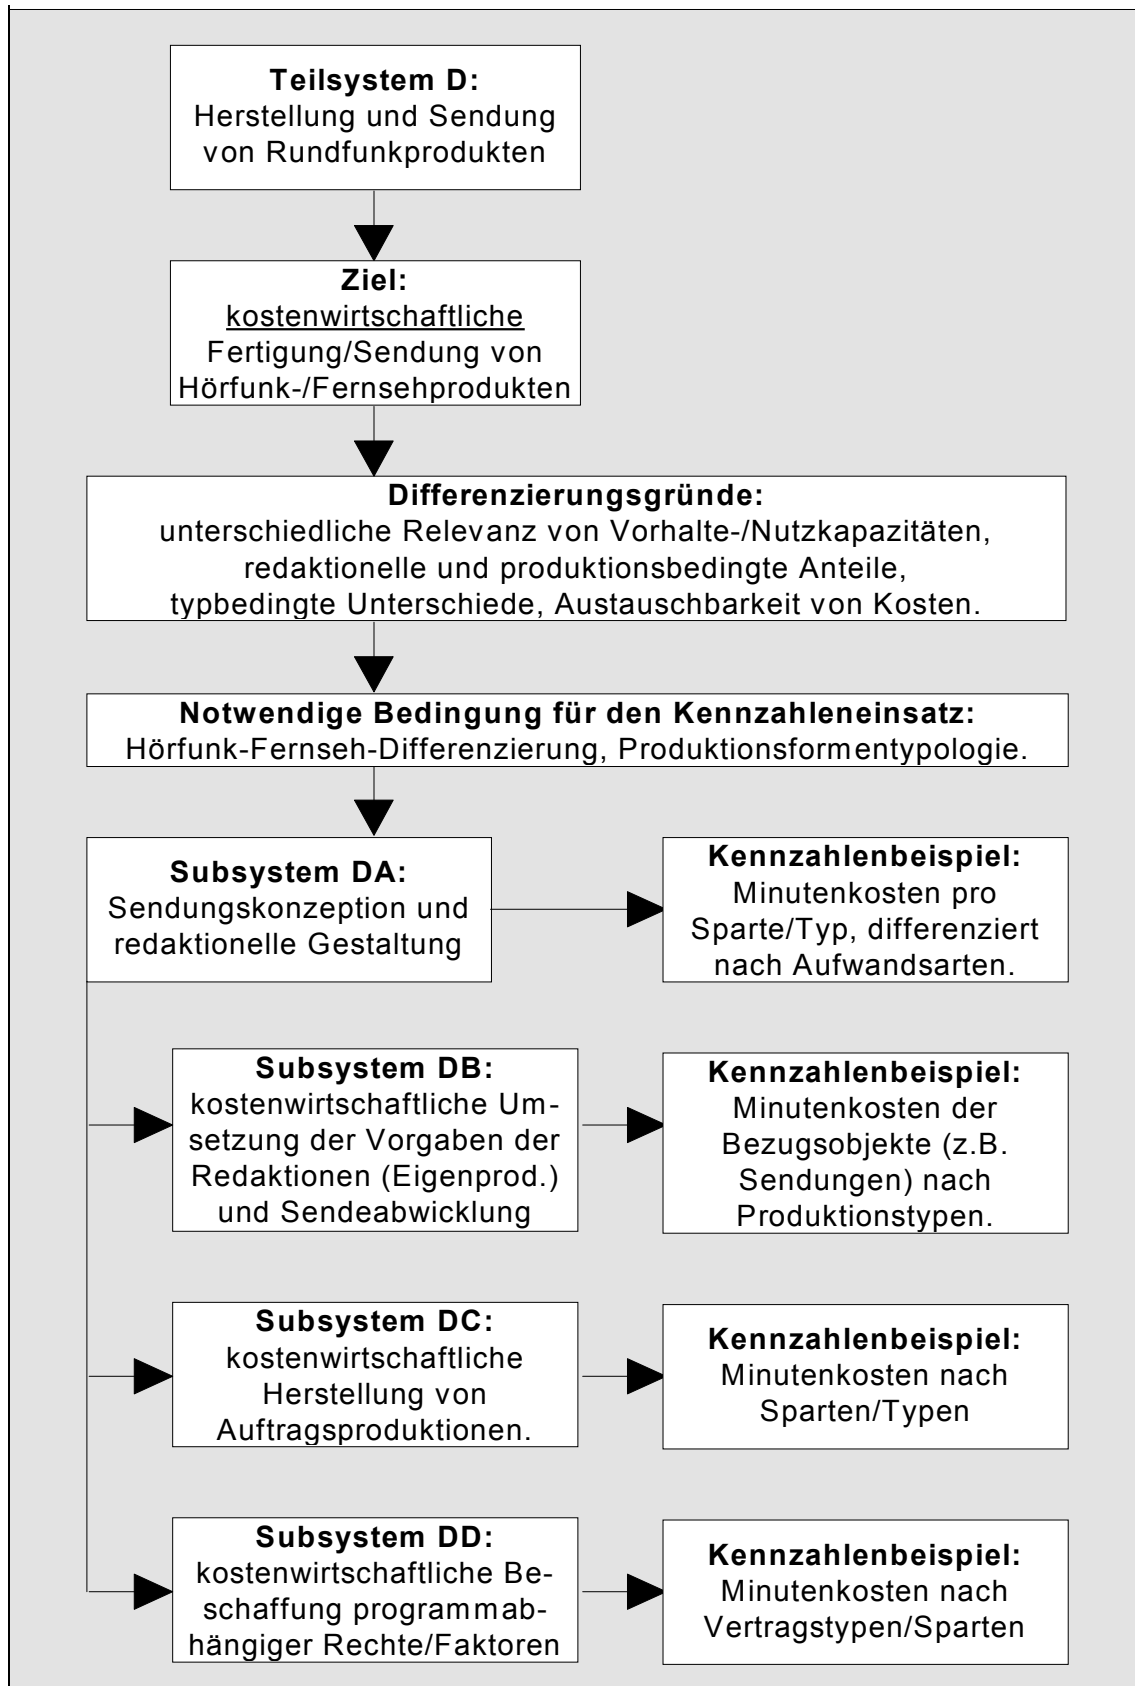 Teilsystem D:
Herstellung und Sendung
von Rundfunkprodukten
Ziel:
kostenwirtschaftliche
Fertigung/Sendung von
Hörfunk-/Fernsehprodukten
Differenzierungsgründe:
unterschiedliche Relevanz von Vorhalte-/Nutzkapazitäten,
redaktionelle und produktionsbedingte Anteile,
typbedingte Unterschiede, Austauschbarkeit von Kosten.
Notwendige Bedingung für den Kennzahleneinsatz:
Hörfunk-Fernseh-Differenzierung, Produktionsformentypologie.
Subsystem DA:
Sendungskonzeption und
redaktionelle Gestaltung
Kennzahlenbeispiel:
Minutenkosten pro
Sparte/Typ, differenziert
nach Aufwandsarten.
Subsystem DB:
kostenwirtschaftliche Um-
setzung der Vorgaben der
Redaktionen (Eigenprod.)
und Sendeabwicklung
Kennzahlenbeispiel:
Minutenkosten der
Bezugsobjekte (z.B.
Sendungen) nach
Produktionstypen.
Subsystem DC:
kostenwirtschaftliche
Herstellung von
Auftragsproduktionen.
Kennzahlenbeispiel:
Minutenkosten nach
Sparten/Typen
Subsystem DD:
kostenwirtschaftliche Be-
schaffung programmab-
hängiger Rechte/Faktoren
Kennzahlenbeispiel:
Minutenkosten nach
Vertragstypen/Sparten